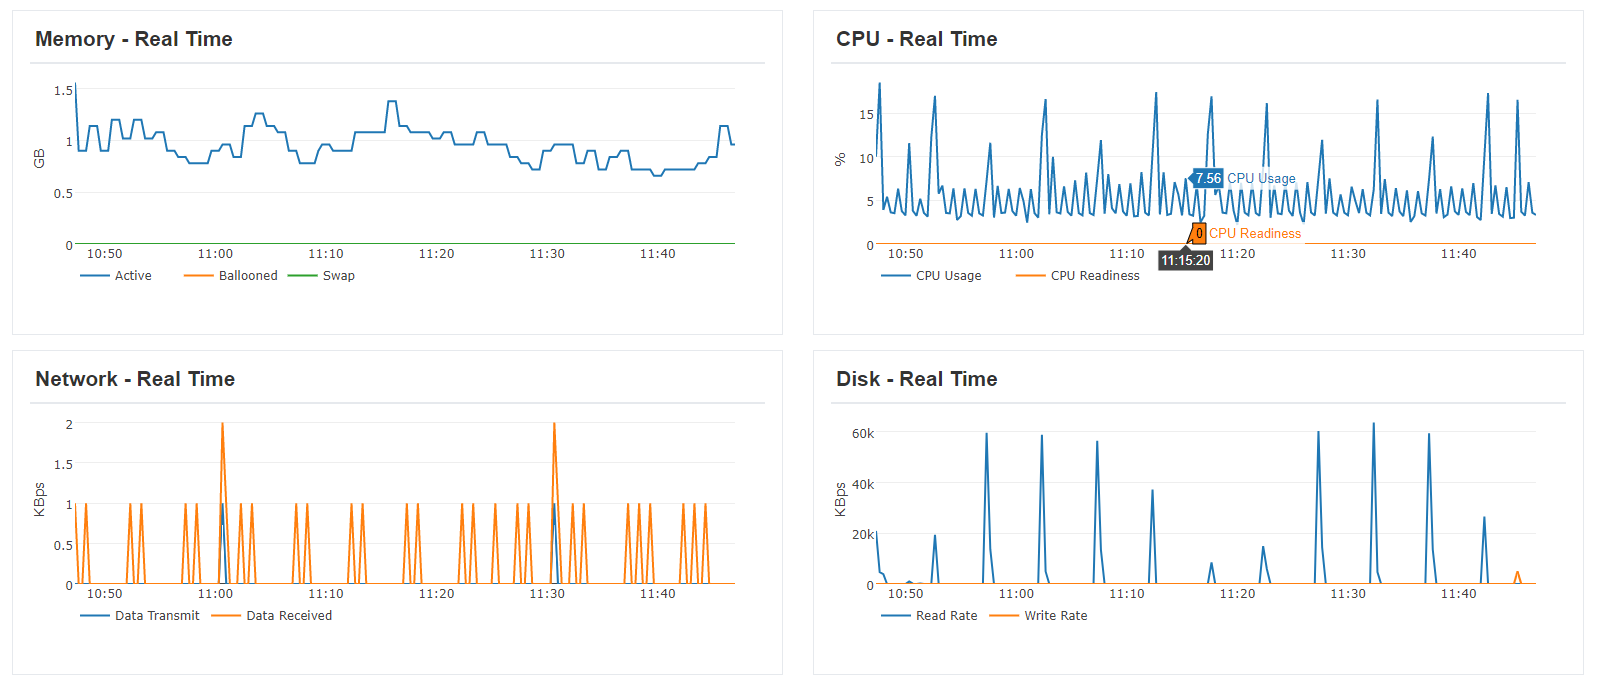 Memory - Real Time
1.5
1
0.5
0
GB
10:50 11:00 11:10 11:20 11:30 11:40
Active Ballooned Swap
CPU - Real Time
15
10
5
0
%
7.56 CPU Usage
0 CPU Readiness
10:50 11:00 11:10 11:20 11:30 11:40
11:15:20
CPU Usage CPU Readiness
Network - Real Time
2
1.5
1
0.5
0
KBps
10:50 11:00 11:10 11:20 11:30 11:40
Data Transmit Data Received
Disk - Real Time
60k
40k
20k
0
KBps
10:50 11:00 11:10 11:20 11:30 11:40
Read Rate Write Rate